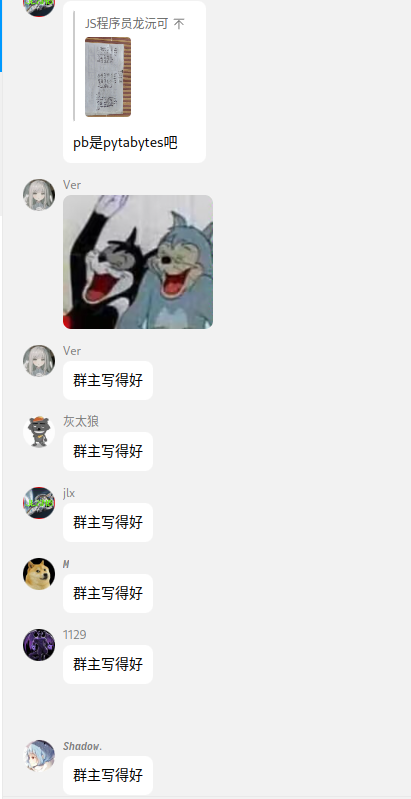 JS程序员龙沅可 不
pb是pytabytes吧
Ver
Ver
群主写得好
灰太狼
群主写得好
jlx
群主写得好
M
群主写得好
1129
群主写得好
Shadow.
群主写得好